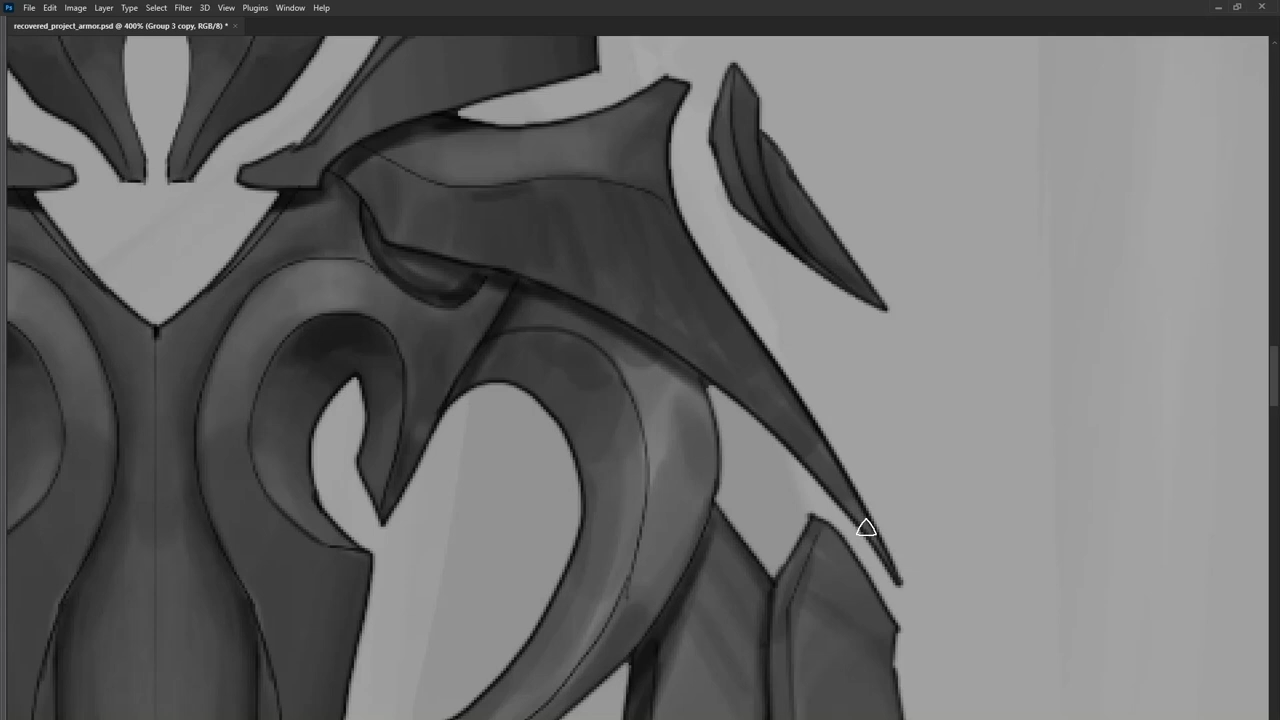 Ps File Edit Image Layer Type Select Filter 3D View Plugins Window Help
recovered_project_armor.psd @ 400% (Group 3 copy, RGB/8) * ×